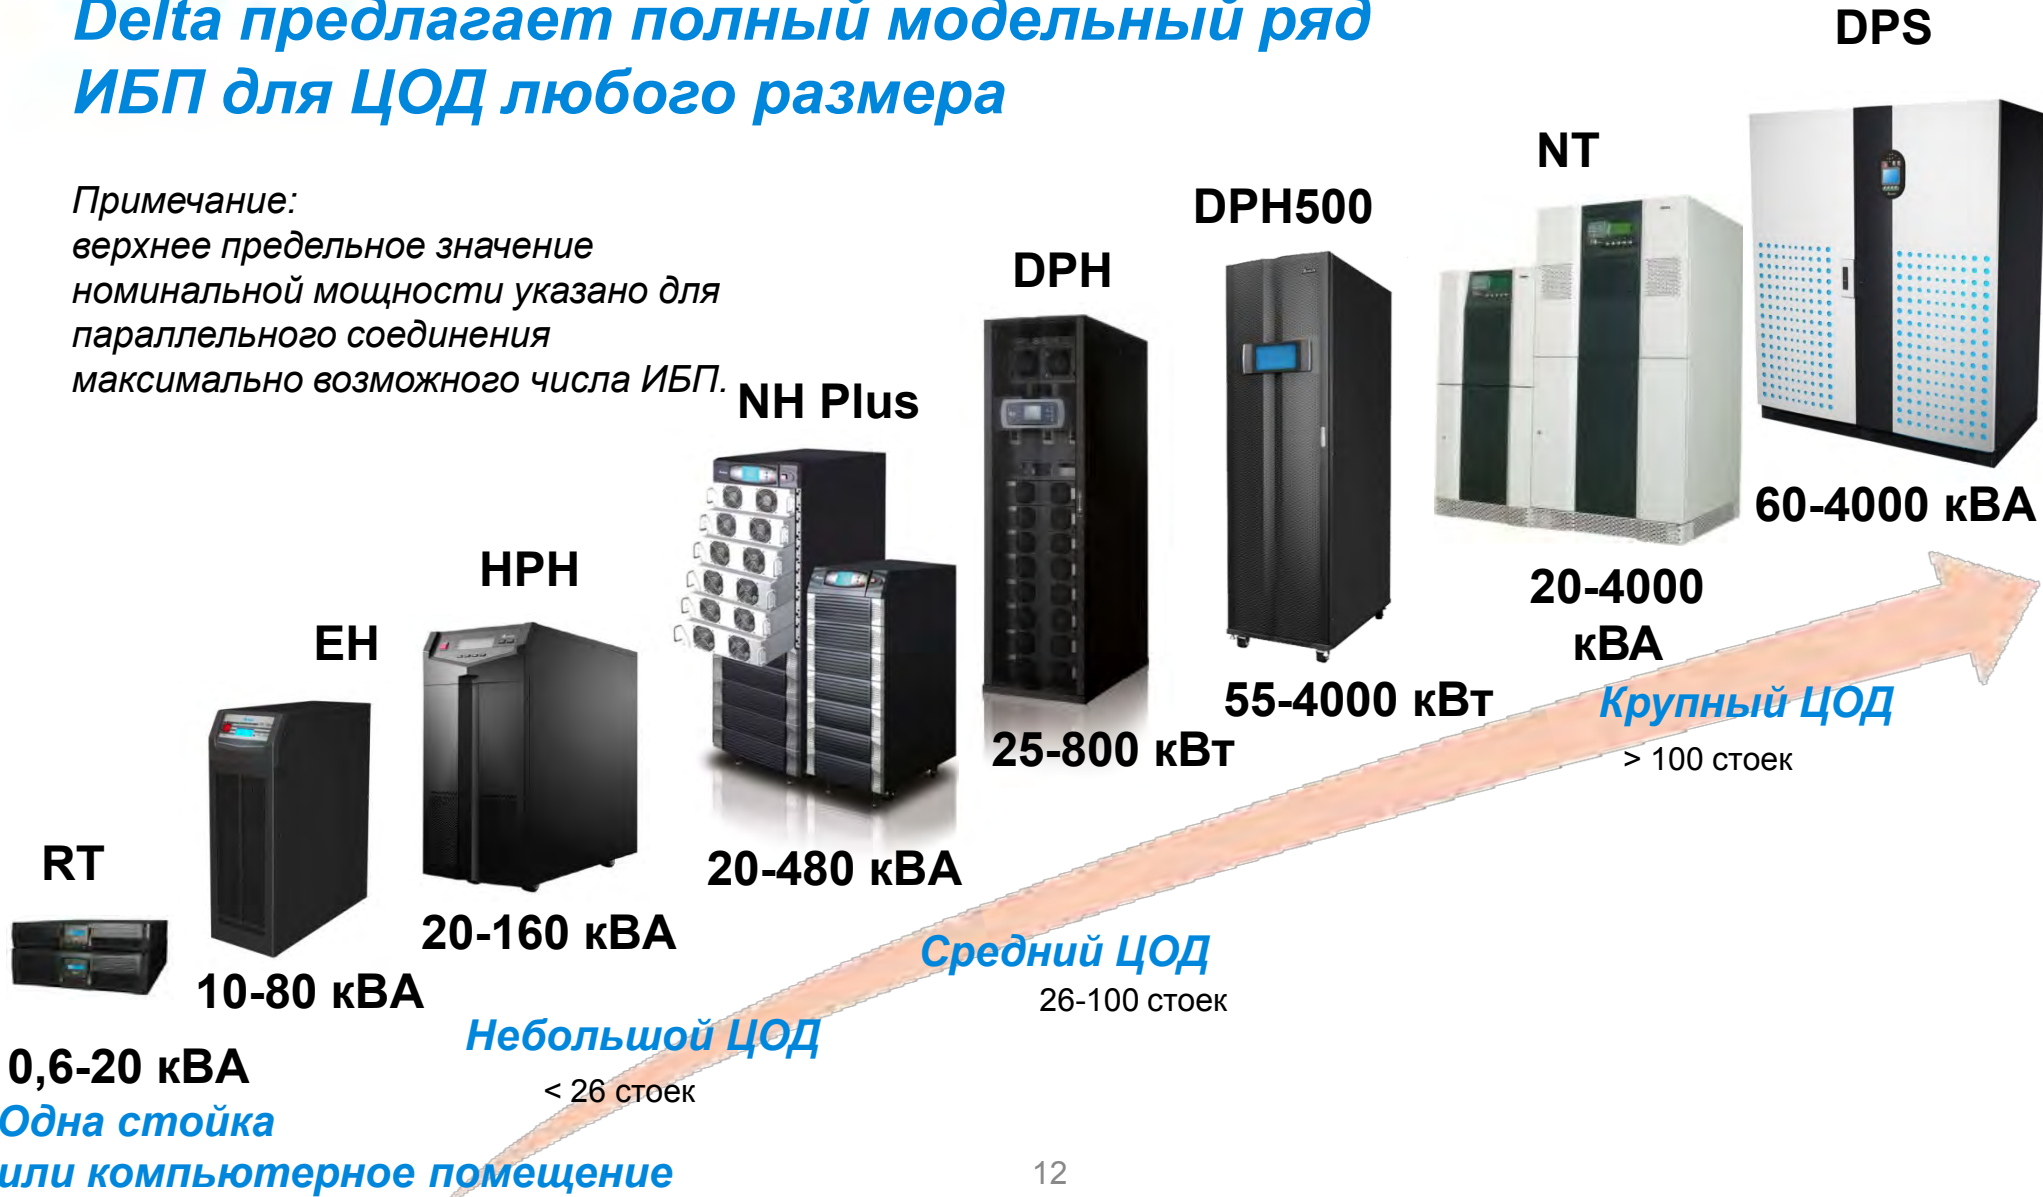 Delta предлагает полный модельный ряд
ИБП для ЦОД любого размера
DPS
NT
Примечание:
верхнее предельное значение
номинальной мощности указано для
параллельного соединения
максимально возможного числа ИБП.
DPH500
DPH
NH Plus
60-4000 кВА
HPH
20-4000
кВА
EH
55-4000 кВт
Крупный ЦОД
> 100 стоек
25-800 кВт
RT
20-480 кВА
20-160 кВА
Средний ЦОД
26-100 стоек
10-80 кВА
Небольшой ЦОД
< 26 стоек
0,6-20 кВА
Одна стойка
или компьютерное помещение
12